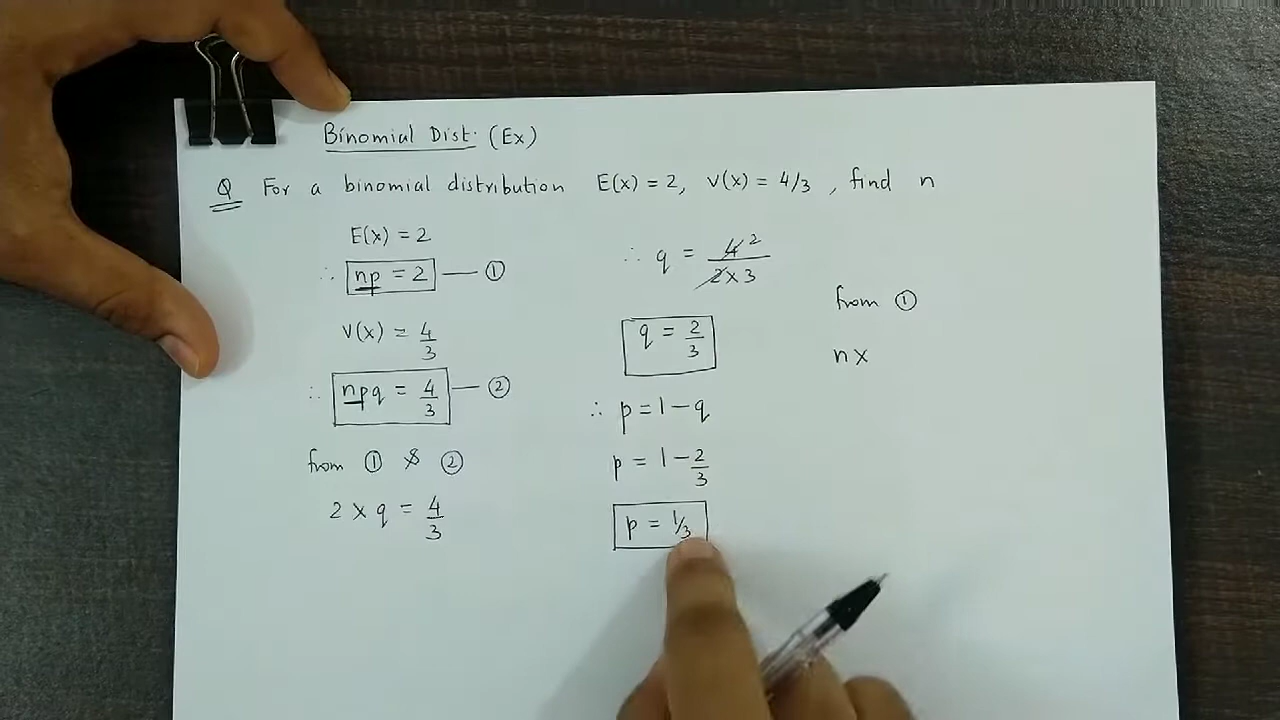 Binomial Dist. (Ex)
Q For a binomial distribution E(x) = 2, V(x) = 4/3, find n
E(x) = 2
∴ np = 2 — ①
V(x) = 4/3
∴ npq = 4/3 — ②
from ① & ②
2 × q = 4/3
∴ q = 4 2 / 2×3
q = 2/3
∴ p = 1 − q
p = 1 − 2/3
p = 1/3
from ①
n ×